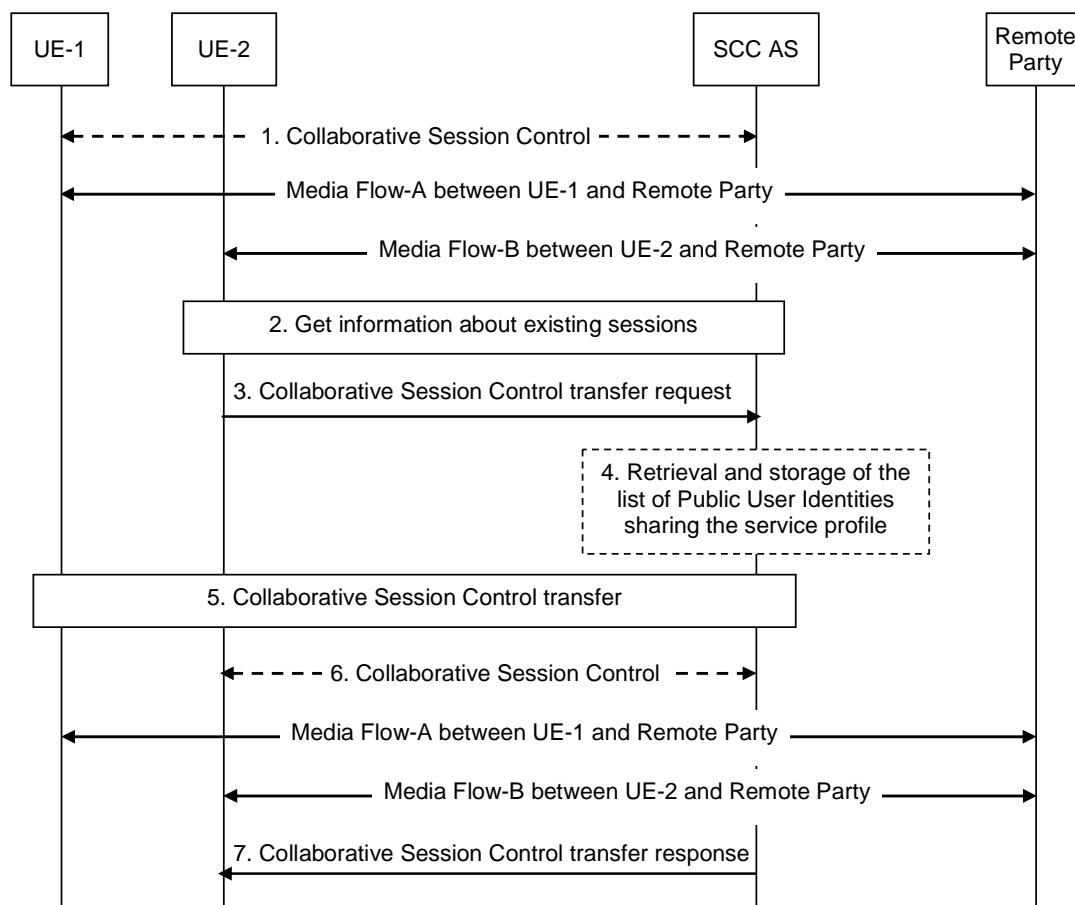 UE-1
UE-2
SCC AS
Remote
Party
1. Collaborative Session Control
Media Flow-A between UE-1 and Remote Party
Media Flow-B between UE-2 and Remote Party
2. Get information about existing sessions
3. Collaborative Session Control transfer request
4. Retrieval and storage of the
list of Public User Identities
sharing the service profile
5. Collaborative Session Control transfer
6. Collaborative Session Control
Media Flow-A between UE-1 and Remote Party
Media Flow-B between UE-2 and Remote Party
7. Collaborative Session Control transfer response